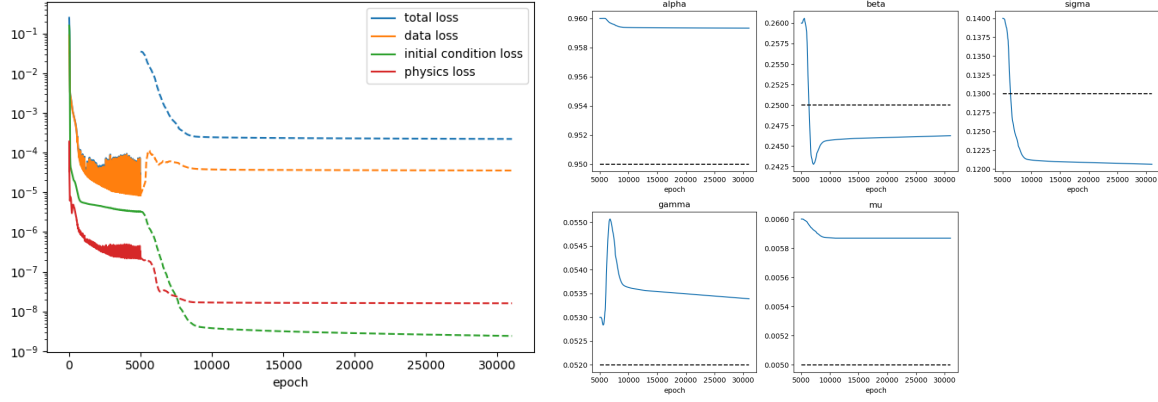 total loss
data loss
initial condition loss
physics loss
10⁻¹
10⁻²
10⁻³
10⁻⁴
10⁻⁵
10⁻⁶
10⁻⁷
10⁻⁸
10⁻⁹
0 5000 10000 15000 20000 25000 30000
epoch
alpha
0.960
0.958
0.956
0.954
0.952
0.950
5000 10000 15000 20000 25000 30000
epoch
beta
0.2600
0.2575
0.2550
0.2525
0.2500
0.2475
0.2450
0.2425
5000 10000 15000 20000 25000 30000
epoch
sigma
0.1400
0.1375
0.1350
0.1325
0.1300
0.1275
0.1250
0.1225
0.1200
5000 10000 15000 20000 25000 30000
epoch
gamma
0.0550
0.0545
0.0540
0.0535
0.0530
0.0525
0.0520
5000 10000 15000 20000 25000 30000
epoch
mu
0.0060
0.0058
0.0056
0.0054
0.0052
0.0050
5000 10000 15000 20000 25000 30000
epoch